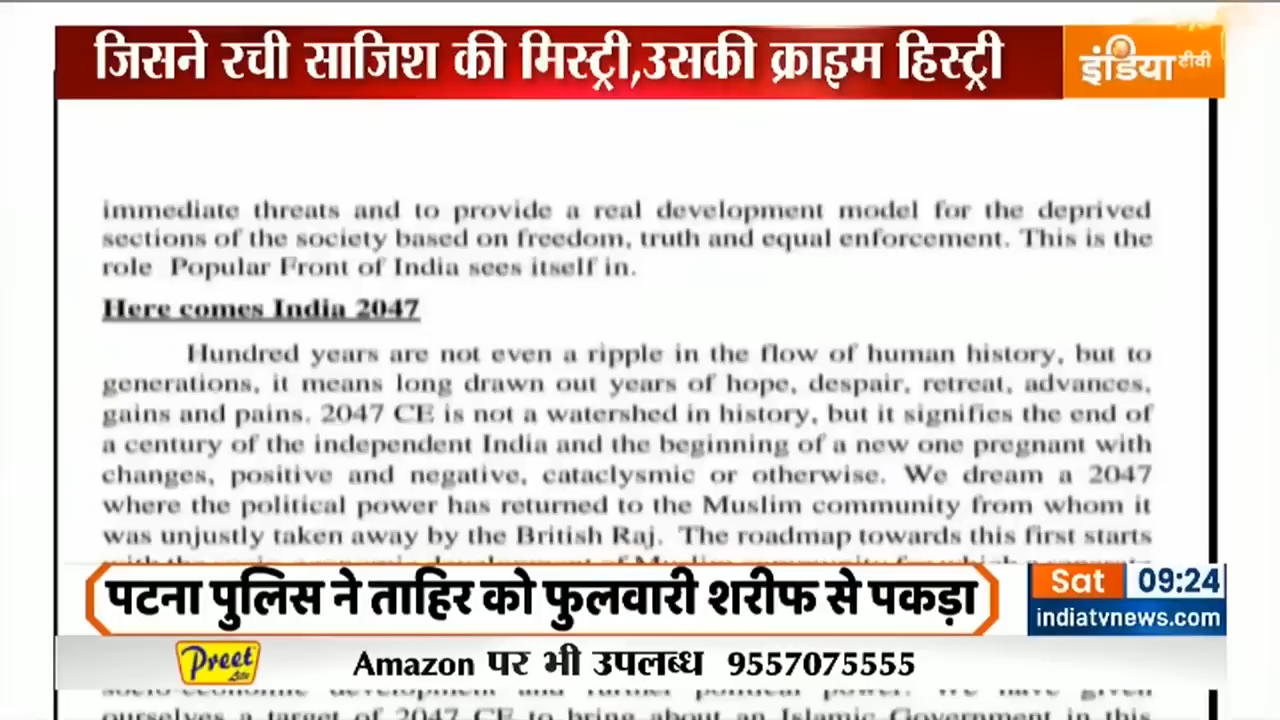 जिसने रची साजिश की मिस्ट्री,उसकी क्राइम हिस्ट्री
इंडिया टीवी
immediate threats and to provide a real development model for the deprived
sections of the society based on freedom, truth and equal enforcement. This is the
role Popular Front of India sees itself in.
Here comes India 2047
Hundred years are not even a ripple in the flow of human history, but to
generations, it means long drawn out years of hope, despair, retreat, advances,
gains and pains. 2047 CE is not a watershed in history, but it signifies the end of
a century of the independent India and the beginning of a new one pregnant with
changes, positive and negative, cataclysmic or otherwise. We dream a 2047
where the political power has returned to the Muslim community from whom it
was unjustly taken away by the British Raj. The roadmap towards this first starts
पटना पुलिस ने ताहिर को फुलवारी शरीफ से पकड़ा
Sat 09:24
indiatvnews.com
Preet Lite
Amazon पर भी उपलब्ध 9557075555
socio-economic development and further political power. We have given
ourselves a target of 2047 CE to bring about an Islamic Government in this